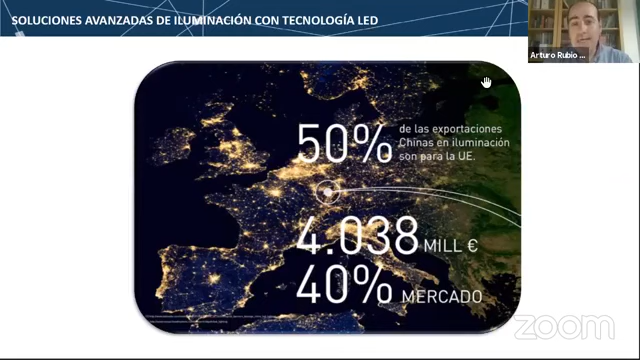 SOLUCIONES AVANZADAS DE ILUMINACIÓN CON TECNOLOGÍA LED
Arturo Rubio ...
50%
de las exportaciones
Chinas en iluminación
son para la UE.
4.038 MILL €
40% MERCADO
zoom